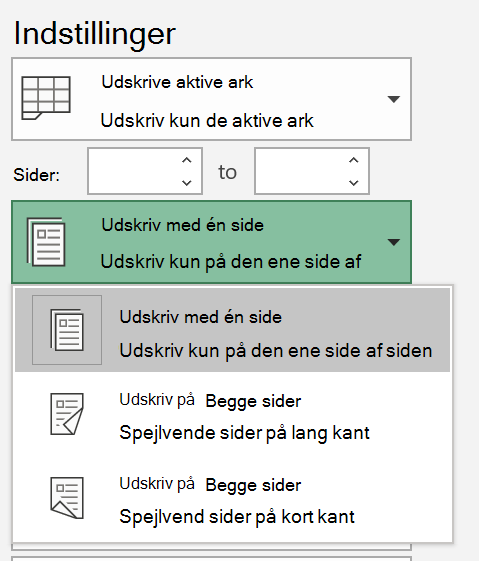 Indstillinger
Udskrive aktive ark
Udskriv kun de aktive ark
Sider: to
Udskriv med én side
Udskriv kun på den ene side af
Udskriv med én side
Udskriv kun på den ene side af siden
Udskriv på Begge sider
Spejlvende sider på lang kant
Udskriv på Begge sider
Spejlvend sider på kort kant